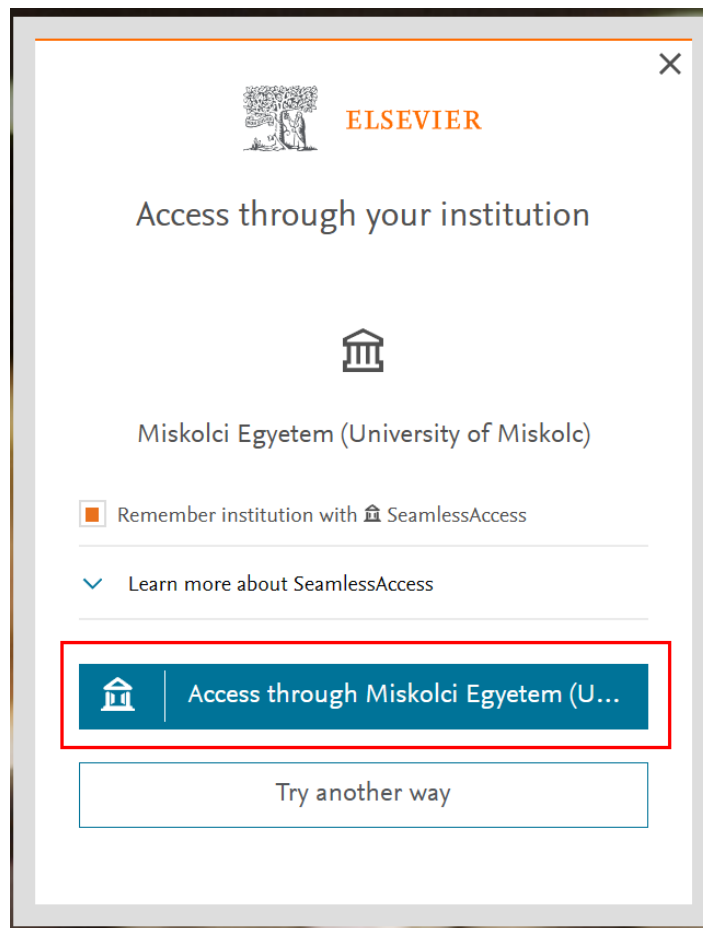 ELSEVIER
Access through your institution
Miskolci Egyetem (University of Miskolc)
Remember institution with SeamlessAccess
Learn more about SeamlessAccess
Access through Miskolci Egyetem (U...
Try another way